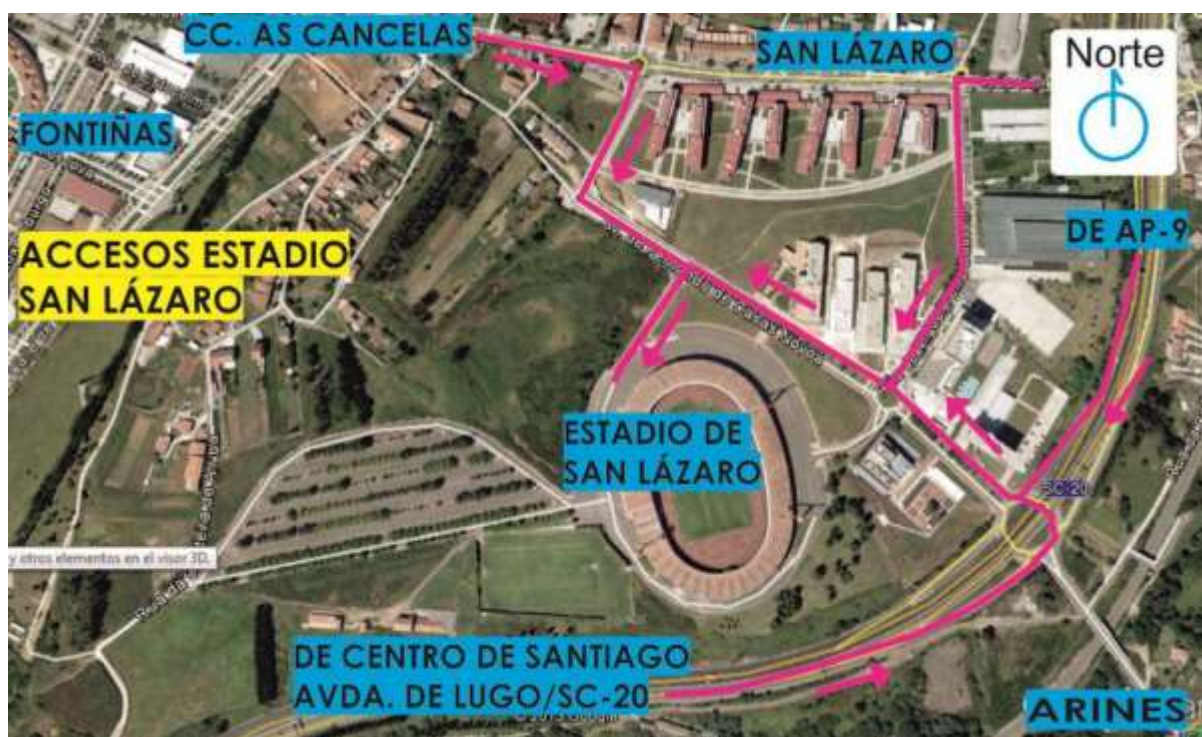 CC. AS CANCELAS
SAN LÁZARO
Norte
FONTIÑAS
DE AP-9
ACCESOS ESTADIO
SAN LÁZARO
ESTADIO DE
SAN LÁZARO
SC-20
y otros elementos en el visor 3D.
DE CENTRO DE SANTIAGO
AVDA. DE LUGO/SC-20
ARINES